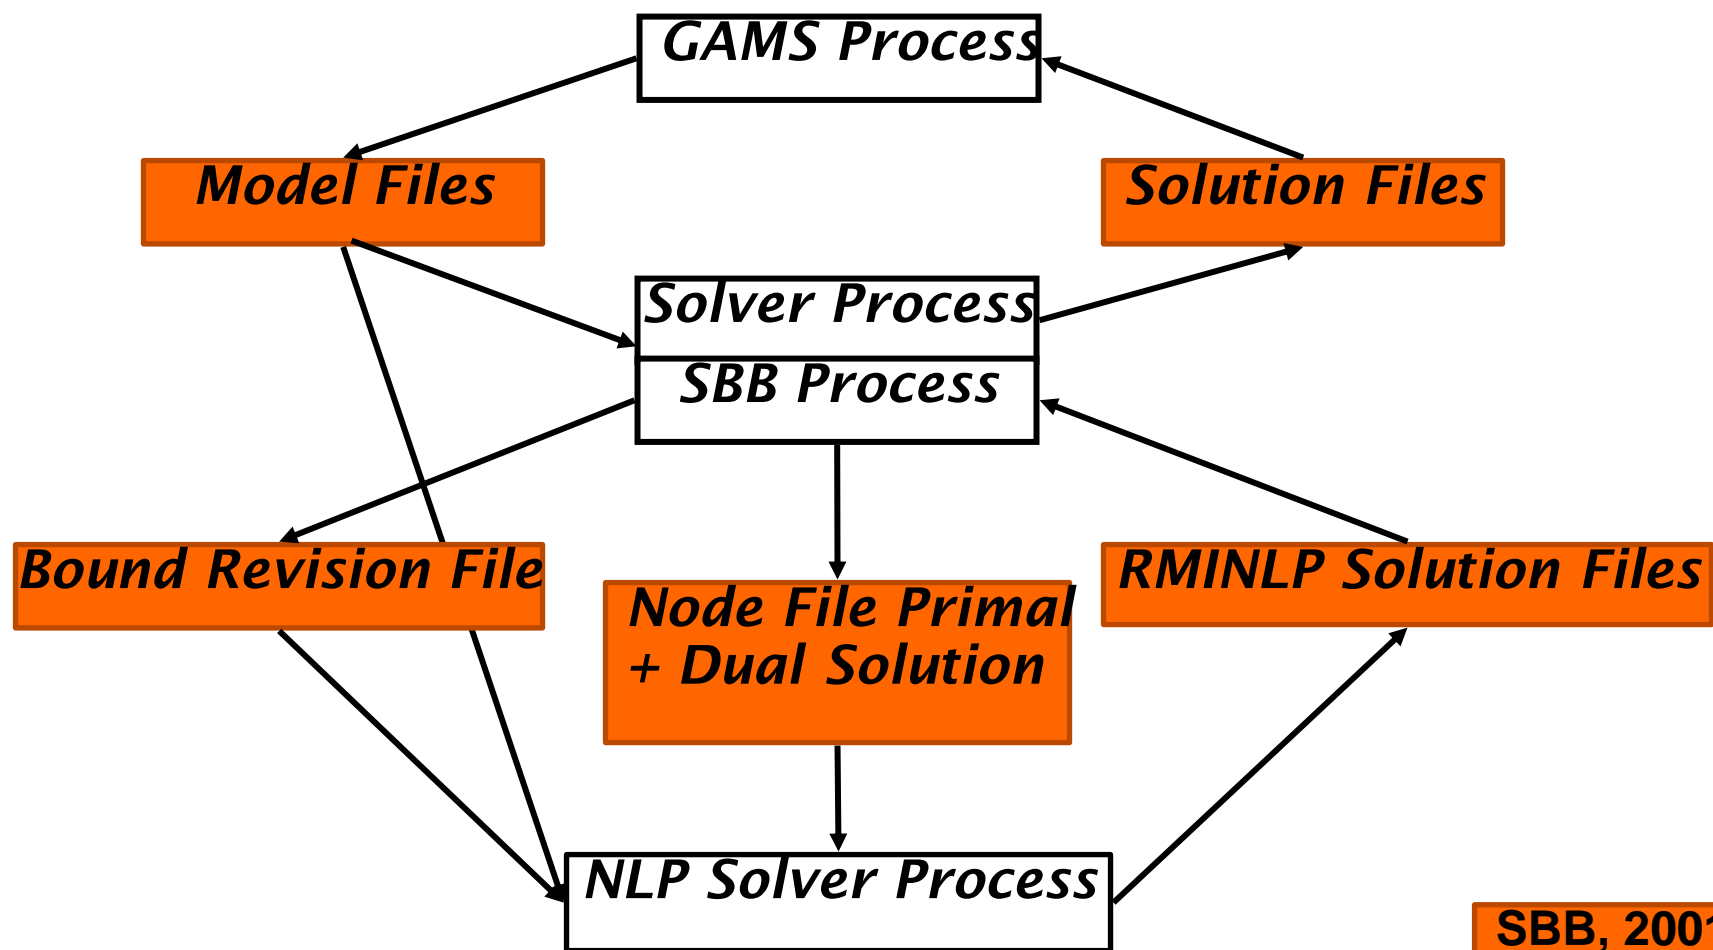 GAMS Process
Model Files
Solution Files
Solver Process
SBB Process
Bound Revision File
Node File Primal
+ Dual Solution
RMINLP Solution Files
NLP Solver Process
SBB, 2001